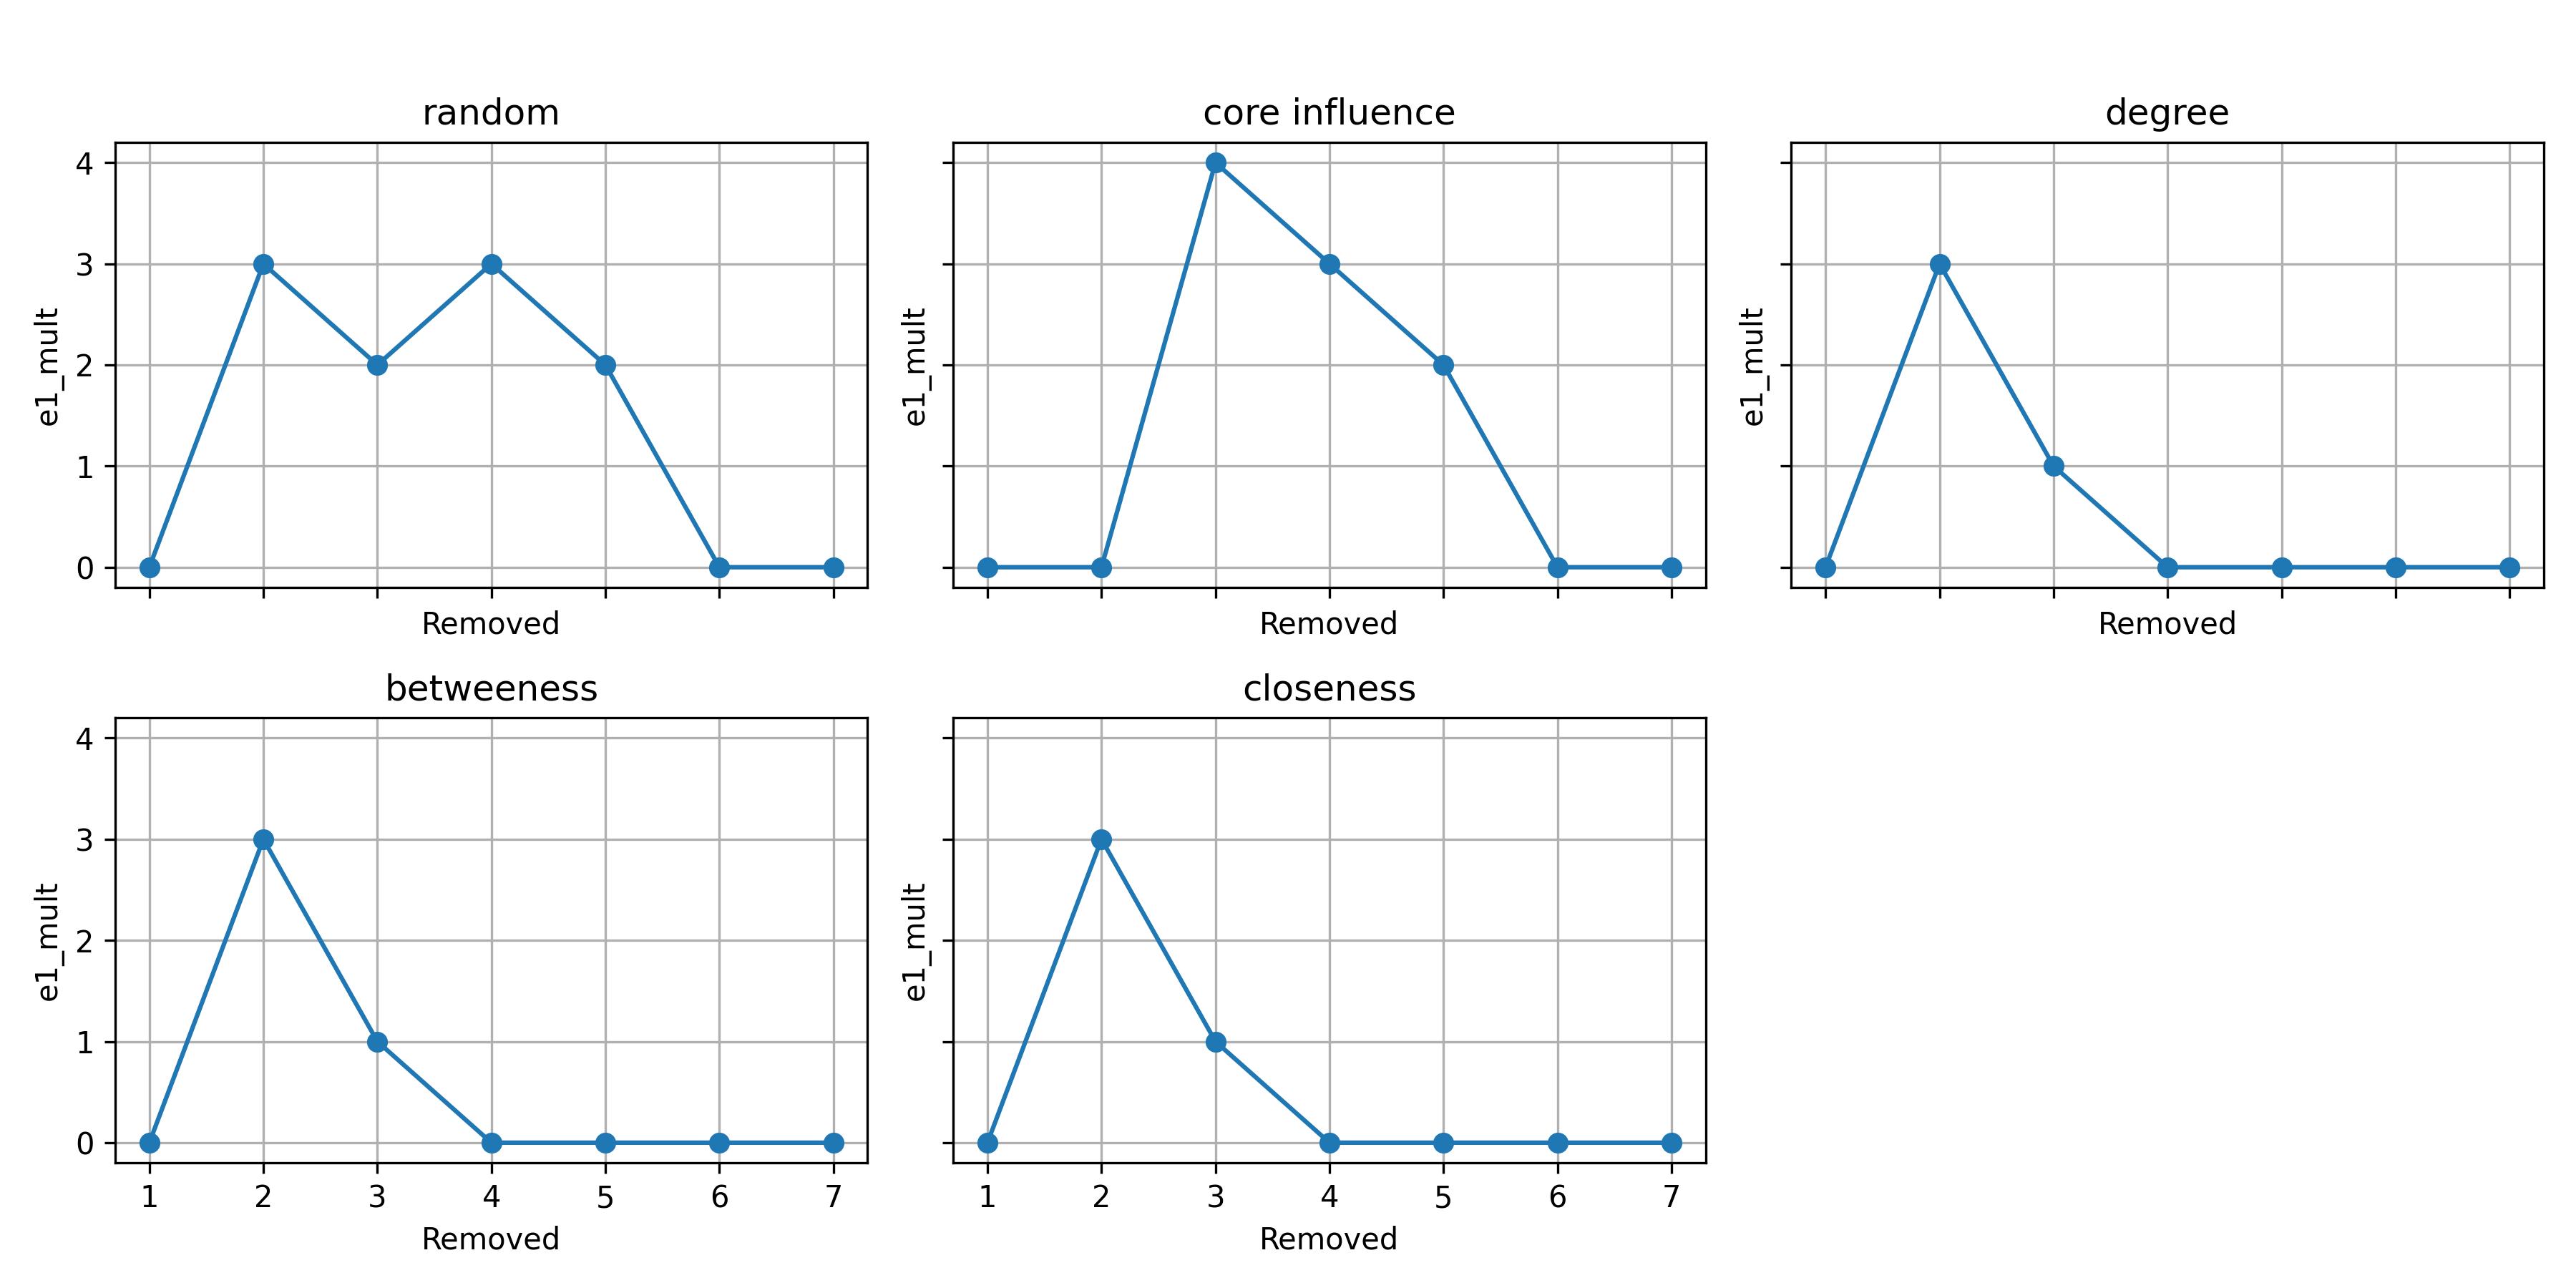 random
4
3
2
1
0
e1_mult
Removed
core influence
e1_mult
Removed
degree
e1_mult
Removed
betweeness
4
3
2
1
0
e1_mult
1 2 3 4 5 6 7
Removed
closeness
e1_mult
1 2 3 4 5 6 7
Removed